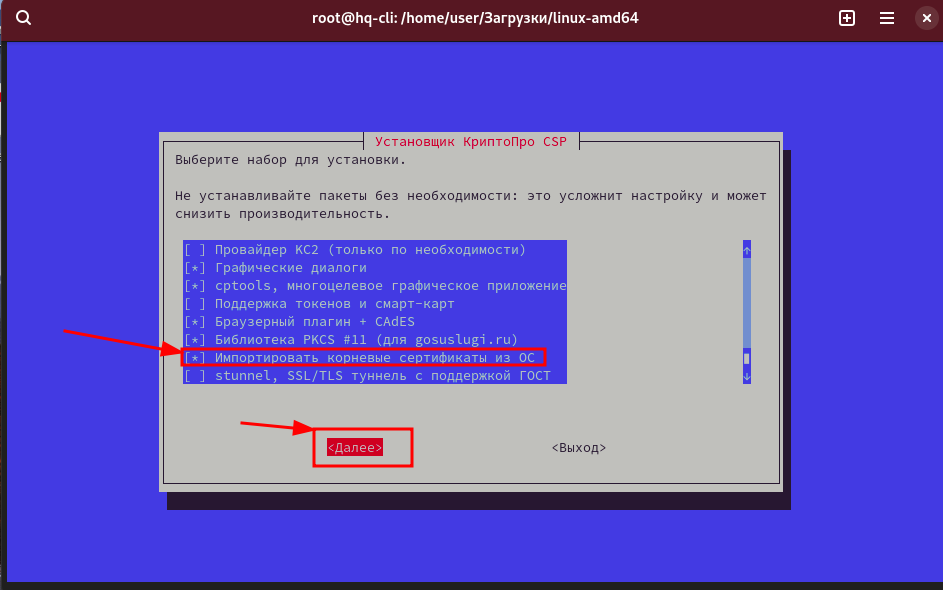 root@hq-cli: /home/user/Загрузки/linux-amd64
Установщик КриптоПро CSP
Выберите набор для установки.
Не устанавливайте пакеты без необходимости: это усложнит настройку и может
снизить производительность.
[ ] Провайдер KC2 (только по необходимости)
[*] Графические диалоги
[*] cptools, многоцелевое графическое приложение
[ ] Поддержка токенов и смарт-карт
[*] Браузерный плагин + CAdES
[*] Библиотека PKCS #11 (для gosuslugi.ru)
[*] Импортировать корневые сертификаты из ОС
[ ] stunnel, SSL/TLS туннель с поддержкой ГОСТ
<Далее> <Выход>